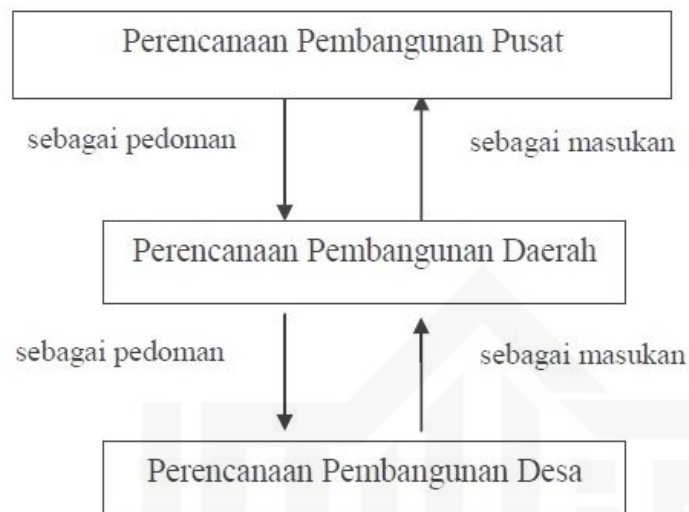 Perencanaan Pembangunan Pusat
sebagai pedoman
sebagai masukan
Perencanaan Pembangunan Daerah
sebagai pedoman
sebagai masukan
Perencanaan Pembangunan Desa